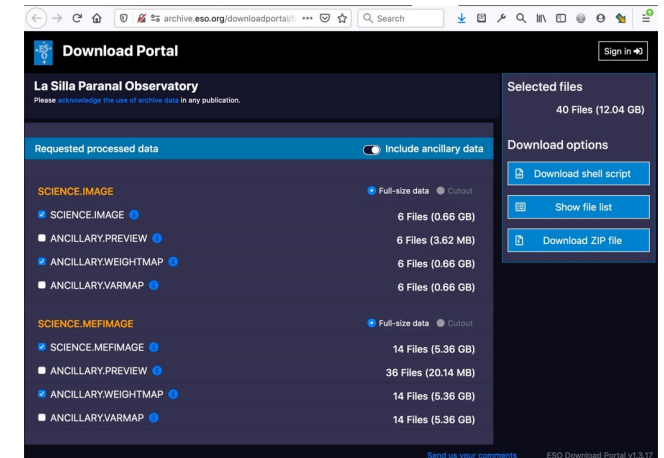 archive.eso.org/downloadportal/
Search
ES
O
Download Portal
Sign in
La Silla Paranal Observatory
Please acknowledge the use of archive data in any publication.
Requested processed data
Include ancillary data
SCIENCE.IMAGE
Full-size data
Cutout
SCIENCE.IMAGE
6 Files (0.66 GB)
ANCILLARY.PREVIEW
6 Files (3.62 MB)
ANCILLARY.WEIGHTMAP
6 Files (0.66 GB)
ANCILLARY.VARMAP
6 Files (0.66 GB)
SCIENCE.MEFIMAGE
Full-size data
Cutout
SCIENCE.MEFIMAGE
14 Files (5.36 GB)
ANCILLARY.PREVIEW
36 Files (20.14 MB)
ANCILLARY.WEIGHTMAP
14 Files (5.36 GB)
ANCILLARY.VARMAP
14 Files (5.36 GB)
Selected files
40 Files (12.04 GB)
Download options
Download shell script
Show file list
Download ZIP file
Send us your comments
ESO Download Portal v1.3.17